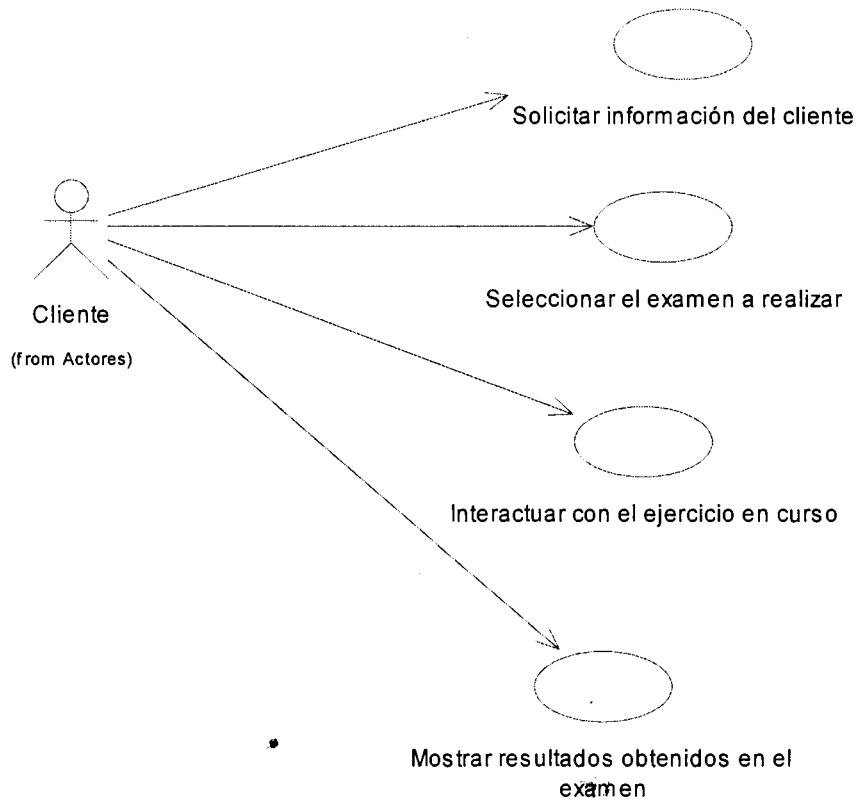 Solicitar información del cliente
Seleccionar el examen a realizar
Cliente
(from Actores)
Interactuar con el ejercicio en curso
Mostrar resultados obtenidos en el
examen